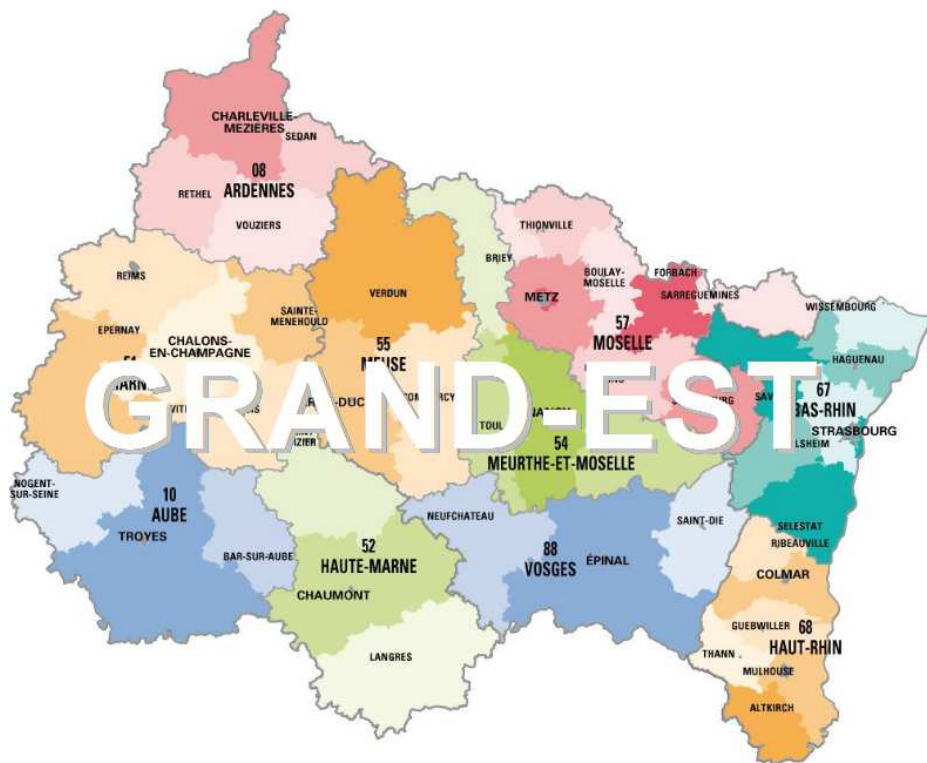 CHARLEVILLE-
MEZIERES
SEDAN
08
ARDENNES
RETHEL
VOUZIERS
THIONVILLE
REIMS
BRIEY
BOULAY-
MOSELLE
FORBACH
VERDUN
METZ
SARREGUEMINES
WISSEMBOURG
EPERNAY
SAINTE-
MENEHOULD
CHALONS-
EN-CHAMPAGNE
55
MEUSE
57
MOSELLE
HAGUENAU
67
BAS-RHIN
GRAND-EST
TOUL
STRASBOURG
54
MEURTHE-ET-MOSELLE
NOGENT-
SUR-SEINE
10
AUBE
TROYES
NEUFCHATEAU
SAINT-DIE
SELESTAT
RIBEAUVILLE
BAR-SUR-AUBE
52
HAUTE-MARNE
88
VOSGES
ÉPINAL
COLMAR
CHAUMONT
GUEBWILLER
68
HAUT-RHIN
LANGRES
THANN
MULHOUSE
ALTKIRCH